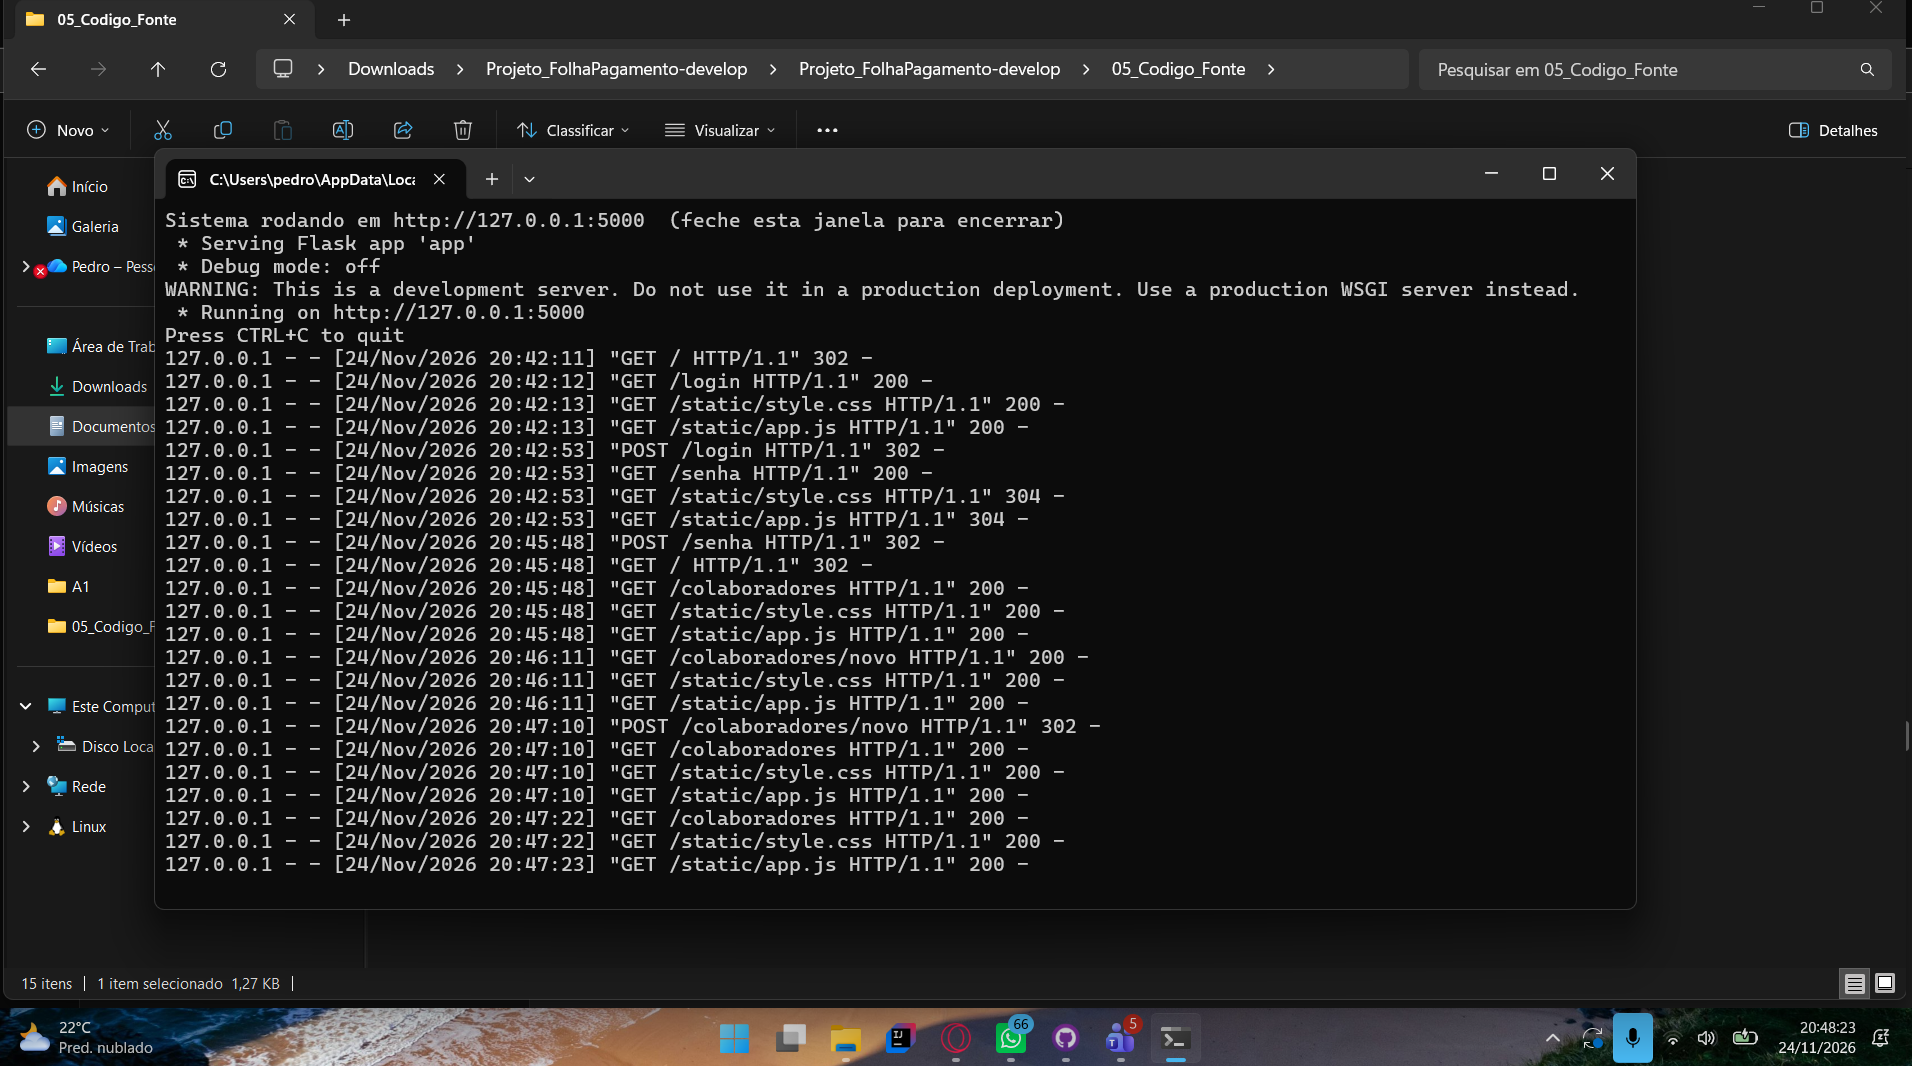 05_Codigo_Fonte
Downloads
Projeto_FolhaPagamento-develop
Projeto_FolhaPagamento-develop
05_Codigo_Fonte
Pesquisar em 05_Codigo_Fonte
Novo
Classificar
Visualizar
Detalhes
Início
Galeria
Pedro – Pess
Área de Trab
Downloads
Documentos
Imagens
Músicas
Vídeos
A1
05_Codigo_F
Este Comput
Disco Loca
Rede
Linux
C:\Users\pedro\AppData\Loca
Sistema rodando em http://127.0.0.1:5000  (feche esta janela para encerrar)
 * Serving Flask app 'app'
 * Debug mode: off
WARNING: This is a development server. Do not use it in a production deployment. Use a production WSGI server instead.
 * Running on http://127.0.0.1:5000
Press CTRL+C to quit
127.0.0.1 - - [24/Nov/2026 20:42:11] "GET / HTTP/1.1" 302 -
127.0.0.1 - - [24/Nov/2026 20:42:12] "GET /login HTTP/1.1" 200 -
127.0.0.1 - - [24/Nov/2026 20:42:13] "GET /static/style.css HTTP/1.1" 200 -
127.0.0.1 - - [24/Nov/2026 20:42:13] "GET /static/app.js HTTP/1.1" 200 -
127.0.0.1 - - [24/Nov/2026 20:42:53] "POST /login HTTP/1.1" 302 -
127.0.0.1 - - [24/Nov/2026 20:42:53] "GET /senha HTTP/1.1" 200 -
127.0.0.1 - - [24/Nov/2026 20:42:53] "GET /static/style.css HTTP/1.1" 304 -
127.0.0.1 - - [24/Nov/2026 20:42:53] "GET /static/app.js HTTP/1.1" 304 -
127.0.0.1 - - [24/Nov/2026 20:45:48] "POST /senha HTTP/1.1" 302 -
127.0.0.1 - - [24/Nov/2026 20:45:48] "GET / HTTP/1.1" 302 -
127.0.0.1 - - [24/Nov/2026 20:45:48] "GET /colaboradores HTTP/1.1" 200 -
127.0.0.1 - - [24/Nov/2026 20:45:48] "GET /static/style.css HTTP/1.1" 200 -
127.0.0.1 - - [24/Nov/2026 20:45:48] "GET /static/app.js HTTP/1.1" 200 -
127.0.0.1 - - [24/Nov/2026 20:46:11] "GET /colaboradores/novo HTTP/1.1" 200 -
127.0.0.1 - - [24/Nov/2026 20:46:11] "GET /static/style.css HTTP/1.1" 200 -
127.0.0.1 - - [24/Nov/2026 20:46:11] "GET /static/app.js HTTP/1.1" 200 -
127.0.0.1 - - [24/Nov/2026 20:47:10] "POST /colaboradores/novo HTTP/1.1" 302 -
127.0.0.1 - - [24/Nov/2026 20:47:10] "GET /colaboradores HTTP/1.1" 200 -
127.0.0.1 - - [24/Nov/2026 20:47:10] "GET /static/style.css HTTP/1.1" 200 -
127.0.0.1 - - [24/Nov/2026 20:47:10] "GET /static/app.js HTTP/1.1" 200 -
127.0.0.1 - - [24/Nov/2026 20:47:22] "GET /colaboradores HTTP/1.1" 200 -
127.0.0.1 - - [24/Nov/2026 20:47:22] "GET /static/style.css HTTP/1.1" 200 -
127.0.0.1 - - [24/Nov/2026 20:47:23] "GET /static/app.js HTTP/1.1" 200 -
15 itens
1 item selecionado 1,27 KB
22°C
Pred. nublado
66
5
20:48:23
24/11/2026